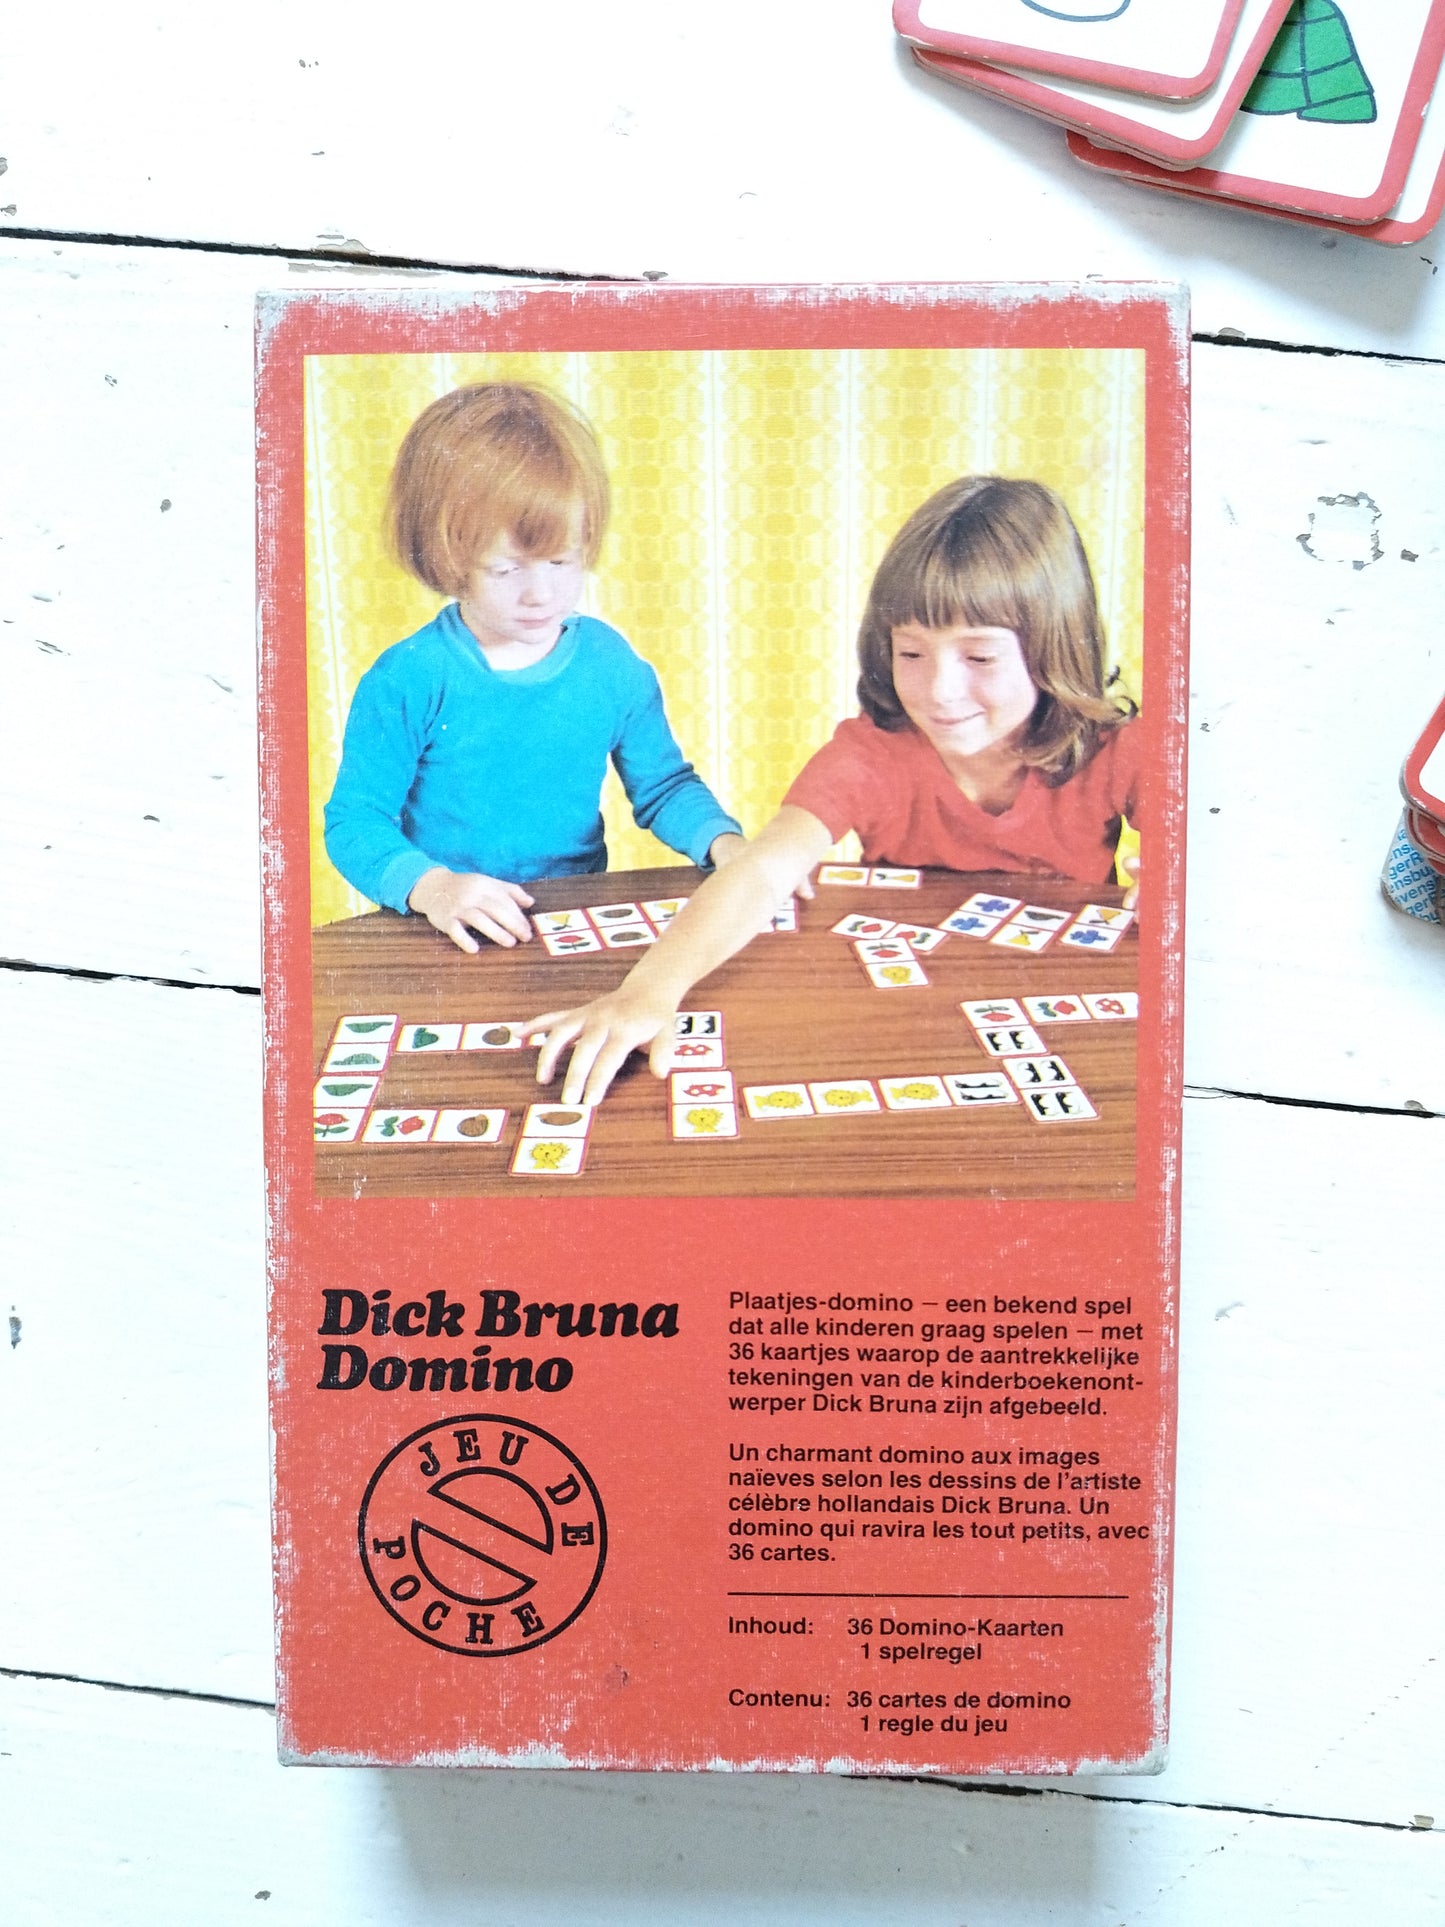 Dick Bruna
Domino
JEU DE
POCHE
Plaatjes-domino — een bekend spel
dat alle kinderen graag spelen — met
36 kaartjes waarop de aantrekkelijke
tekeningen van de kinderboekenont-
werper Dick Bruna zijn afgebeeld.
Un charmant domino aux images
naïeves selon les dessins de l'artiste
célèbre hollandais Dick Bruna. Un
domino qui ravira les tout petits, avec
36 cartes.
Inhoud: 36 Domino-Kaarten
1 spelregel
Contenu: 36 cartes de domino
1 regle du jeu